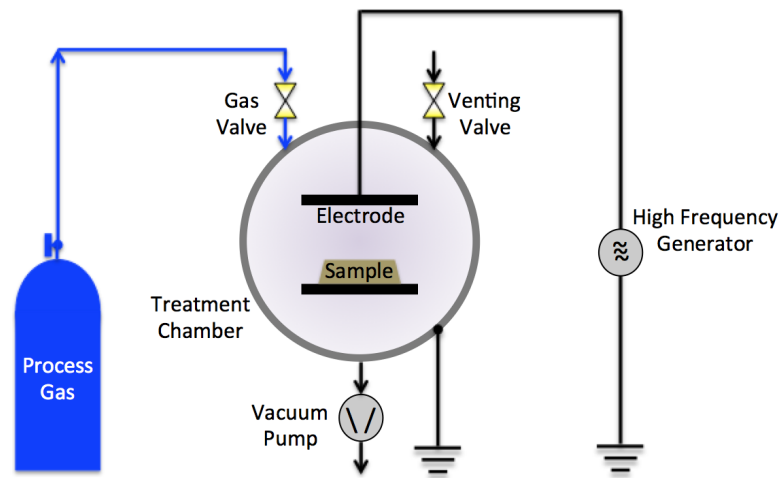 Gas
Valve
Venting
Valve
Electrode
High Frequency
Generator
Sample
Treatment
Chamber
Process
Gas
Vacuum
Pump